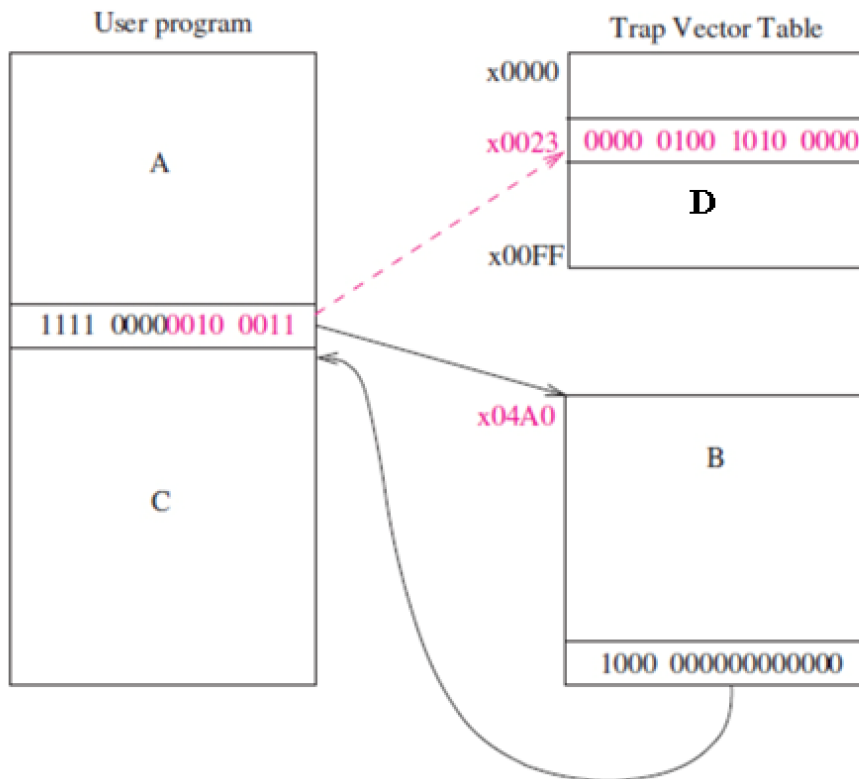 User program
Trap Vector Table
x0000
x0023
0000 0100 1010 0000
A
D
x00FF
1111 00000010 0011
x04A0
B
C
1000 000000000000